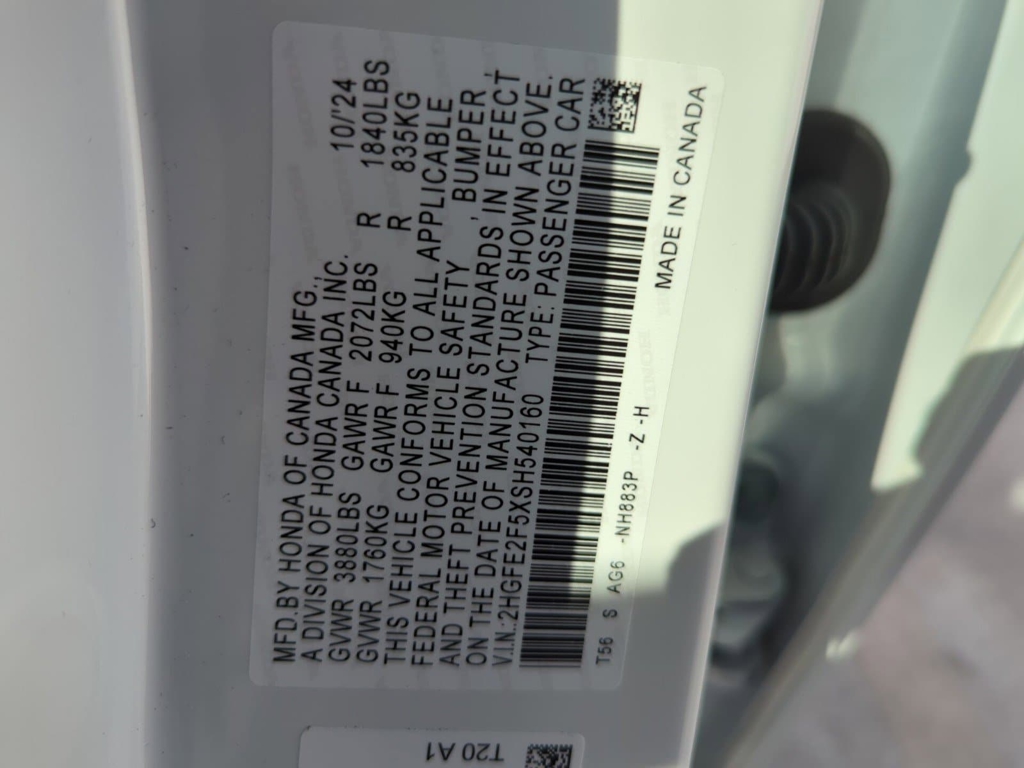 MFD.BY HONDA OF CANADA MFG., 10/'24
A DIVISION OF HONDA CANADA INC.
GVWR 3880LBS GAWR F 2072LBS R 1840LBS
GVWR 1760KG GAWR F 940KG R 835KG
THIS VEHICLE CONFORMS TO ALL APPLICABLE
FEDERAL MOTOR VEHICLE SAFETY , BUMPER ,
AND THEFT PREVENTION STANDARDS IN EFFECT
ON THE DATE OF MANUFACTURE SHOWN ABOVE.
V.I.N.:2HGFE2F5XSH540160 TYPE: PASSENGER CAR
T56 S AG6 -NH883P -Z -H
MADE IN CANADA
T20 A1